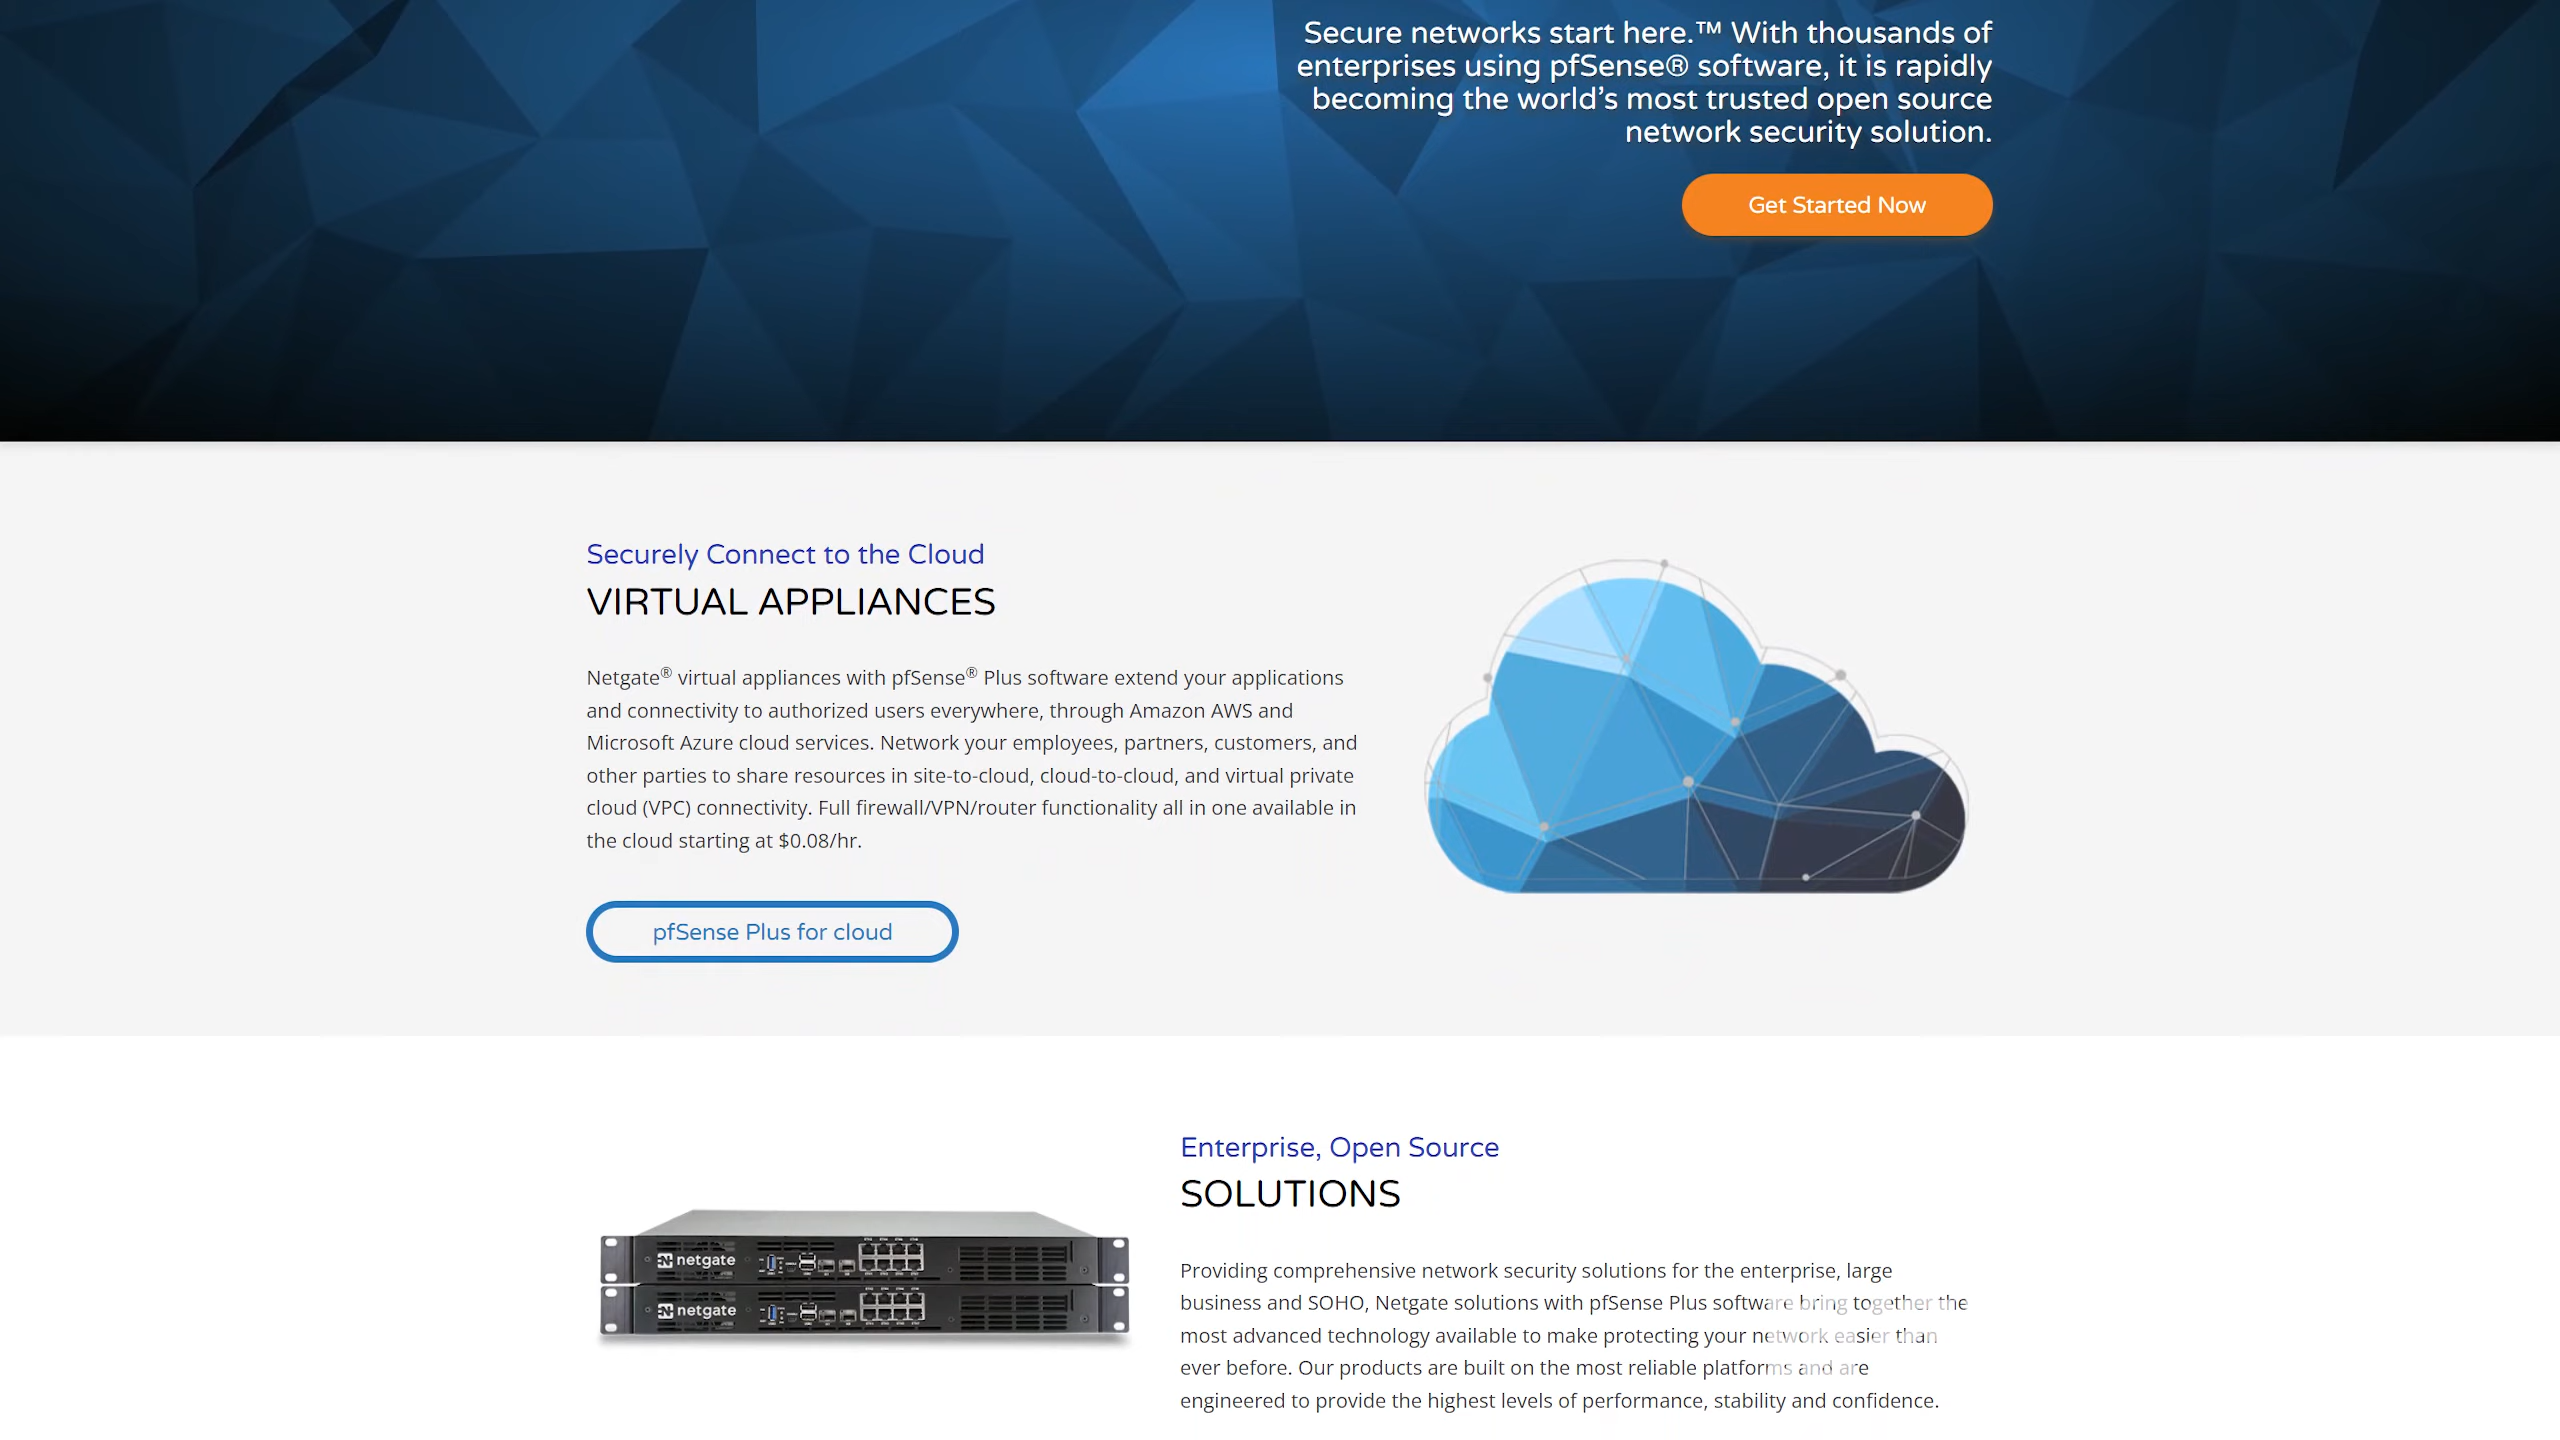 Secure networks start here.™ With thousands of
enterprises using pfSense® software, it is rapidly
becoming the world’s most trusted open source
network security solution.
Get Started Now
Securely Connect to the Cloud
VIRTUAL APPLIANCES
Netgate® virtual appliances with pfSense® Plus software extend your applications
and connectivity to authorized users everywhere, through Amazon AWS and
Microsoft Azure cloud services. Network your employees, partners, customers, and
other parties to share resources in site-to-cloud, cloud-to-cloud, and virtual private
cloud (VPC) connectivity. Full firewall/VPN/router functionality all in one available in
the cloud starting at $0.08/hr.
pfSense Plus for cloud
Enterprise, Open Source
SOLUTIONS
netgate
netgate
Providing comprehensive network security solutions for the enterprise, large
business and SOHO, Netgate solutions with pfSense Plus software bring together the
most advanced technology available to make protecting your network easier than
ever before. Our products are built on the most reliable platforms and are
engineered to provide the highest levels of performance, stability and confidence.